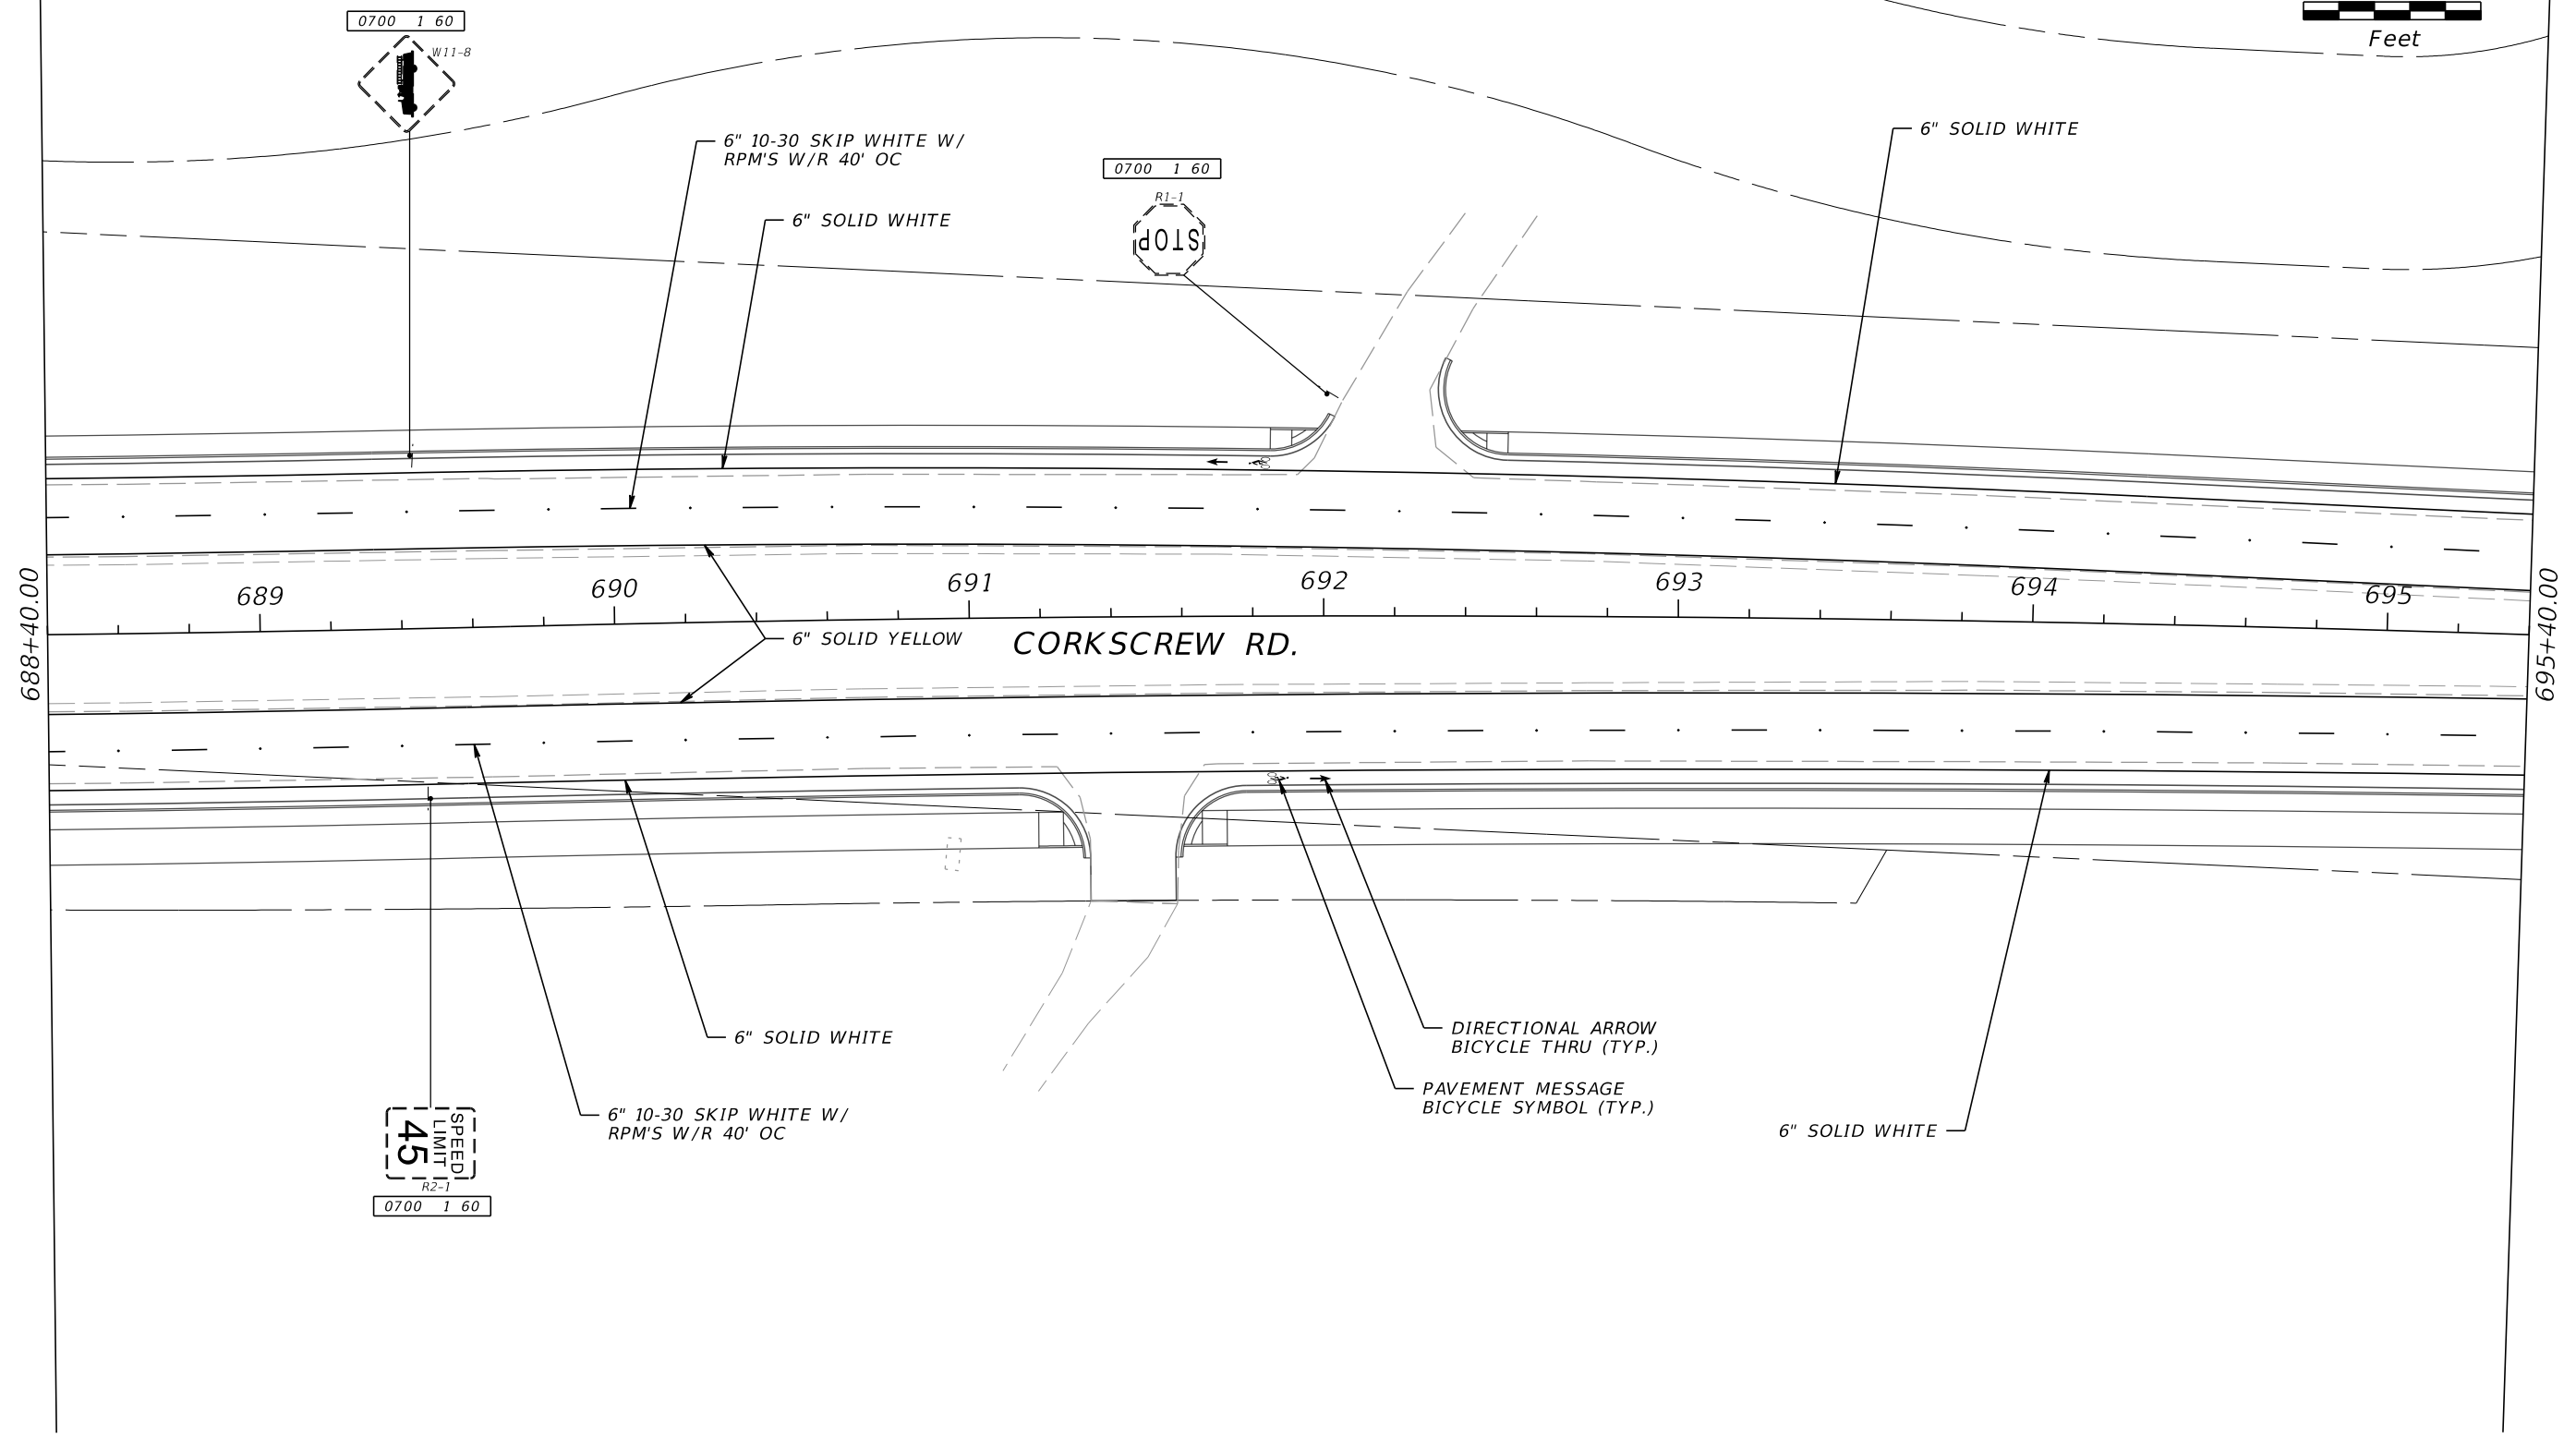 0700 1 60
W11-8
Feet
6" 10-30 SKIP WHITE W/
RPM'S W/R 40' OC
6" SOLID WHITE
0700 1 60
R1-1
STOP
6" SOLID WHITE
688+40.00
689
690
691
692
693
694
695
695+40.00
6" SOLID YELLOW
CORKSCREW RD.
6" SOLID WHITE
6" 10-30 SKIP WHITE W/
RPM'S W/R 40' OC
DIRECTIONAL ARROW
BICYCLE THRU (TYP.)
PAVEMENT MESSAGE
BICYCLE SYMBOL (TYP.)
6" SOLID WHITE
SPEED
LIMIT
45
R2-1
0700 1 60